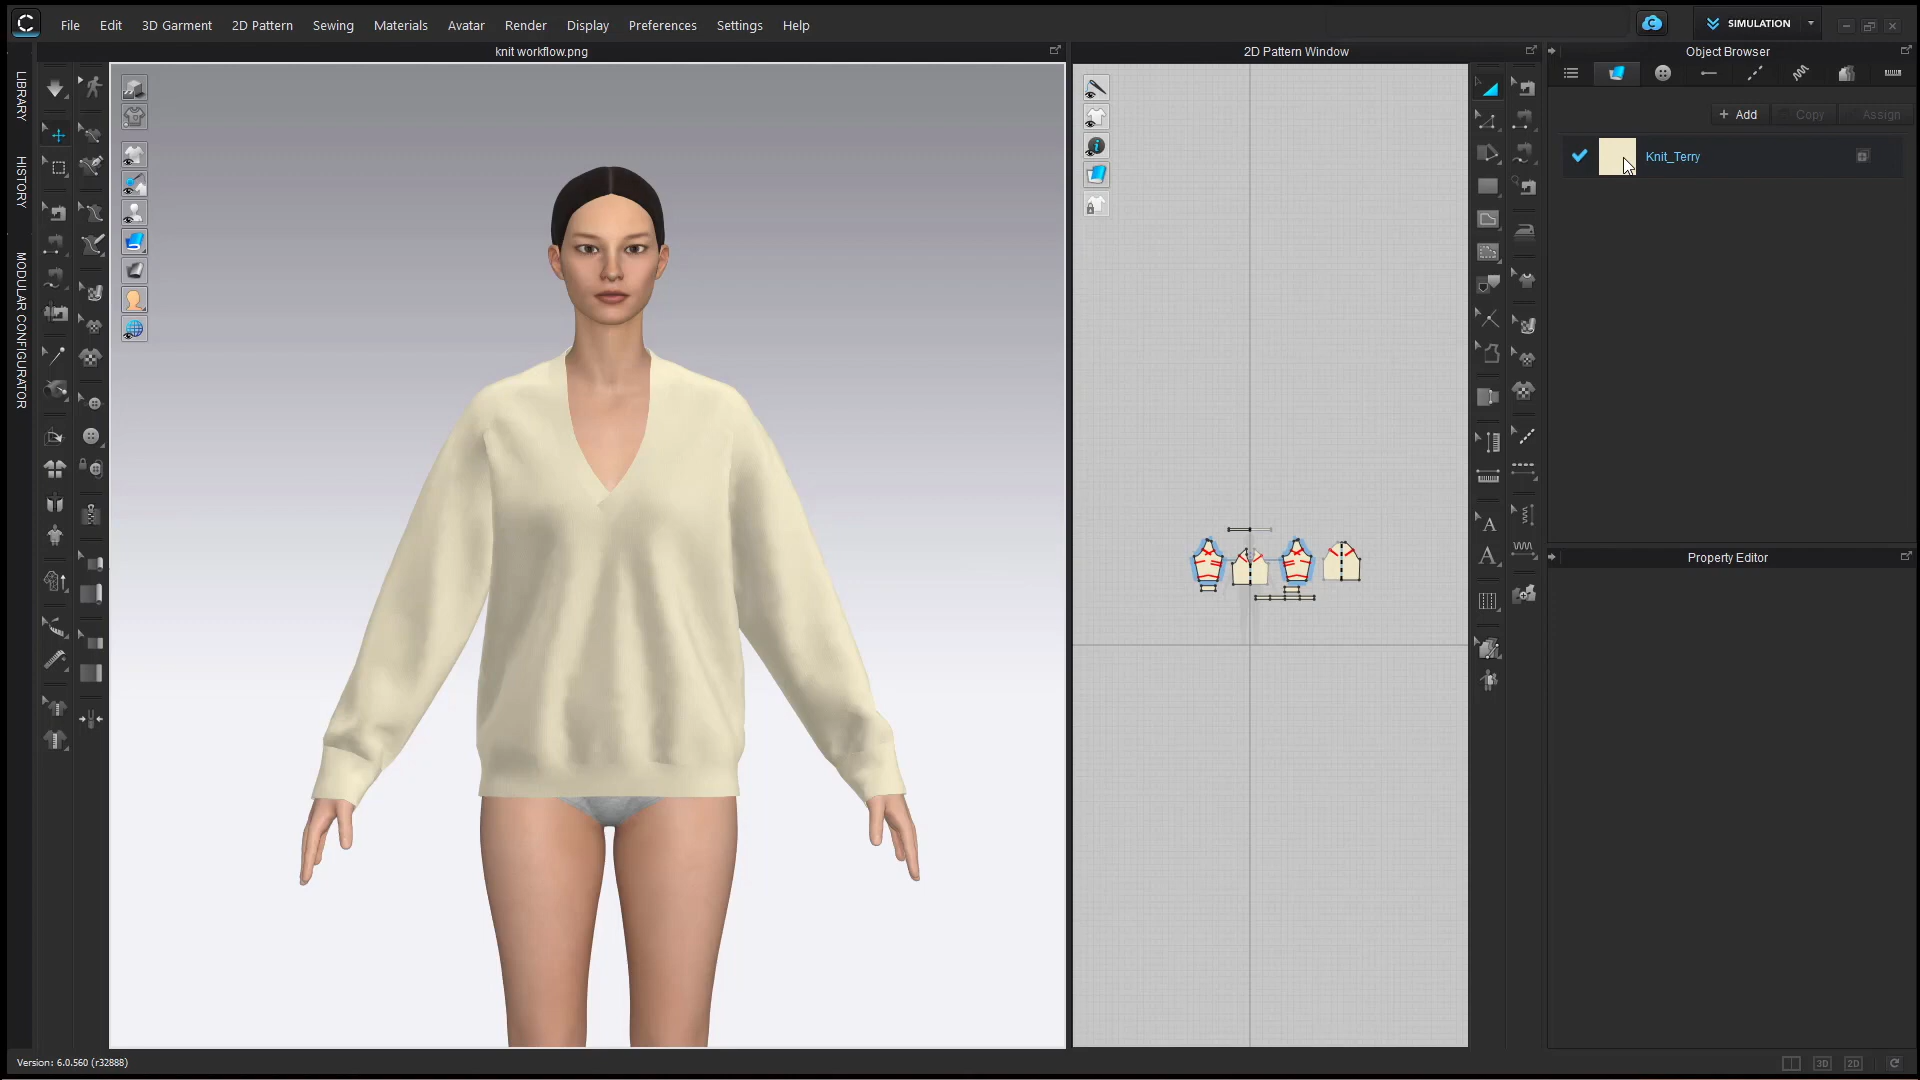 File Edit 3D Garment 2D Pattern Sewing Materials Avatar Render Display Preferences Settings Help
SIMULATION
knit workflow.png
2D Pattern Window
Object Browser
LIBRARY
HISTORY
MODULAR CONFIGURATOR
+ Add Copy Assign
Knit_Terry
Property Editor
Version: 6.0.560 (r32888)
3D 2D